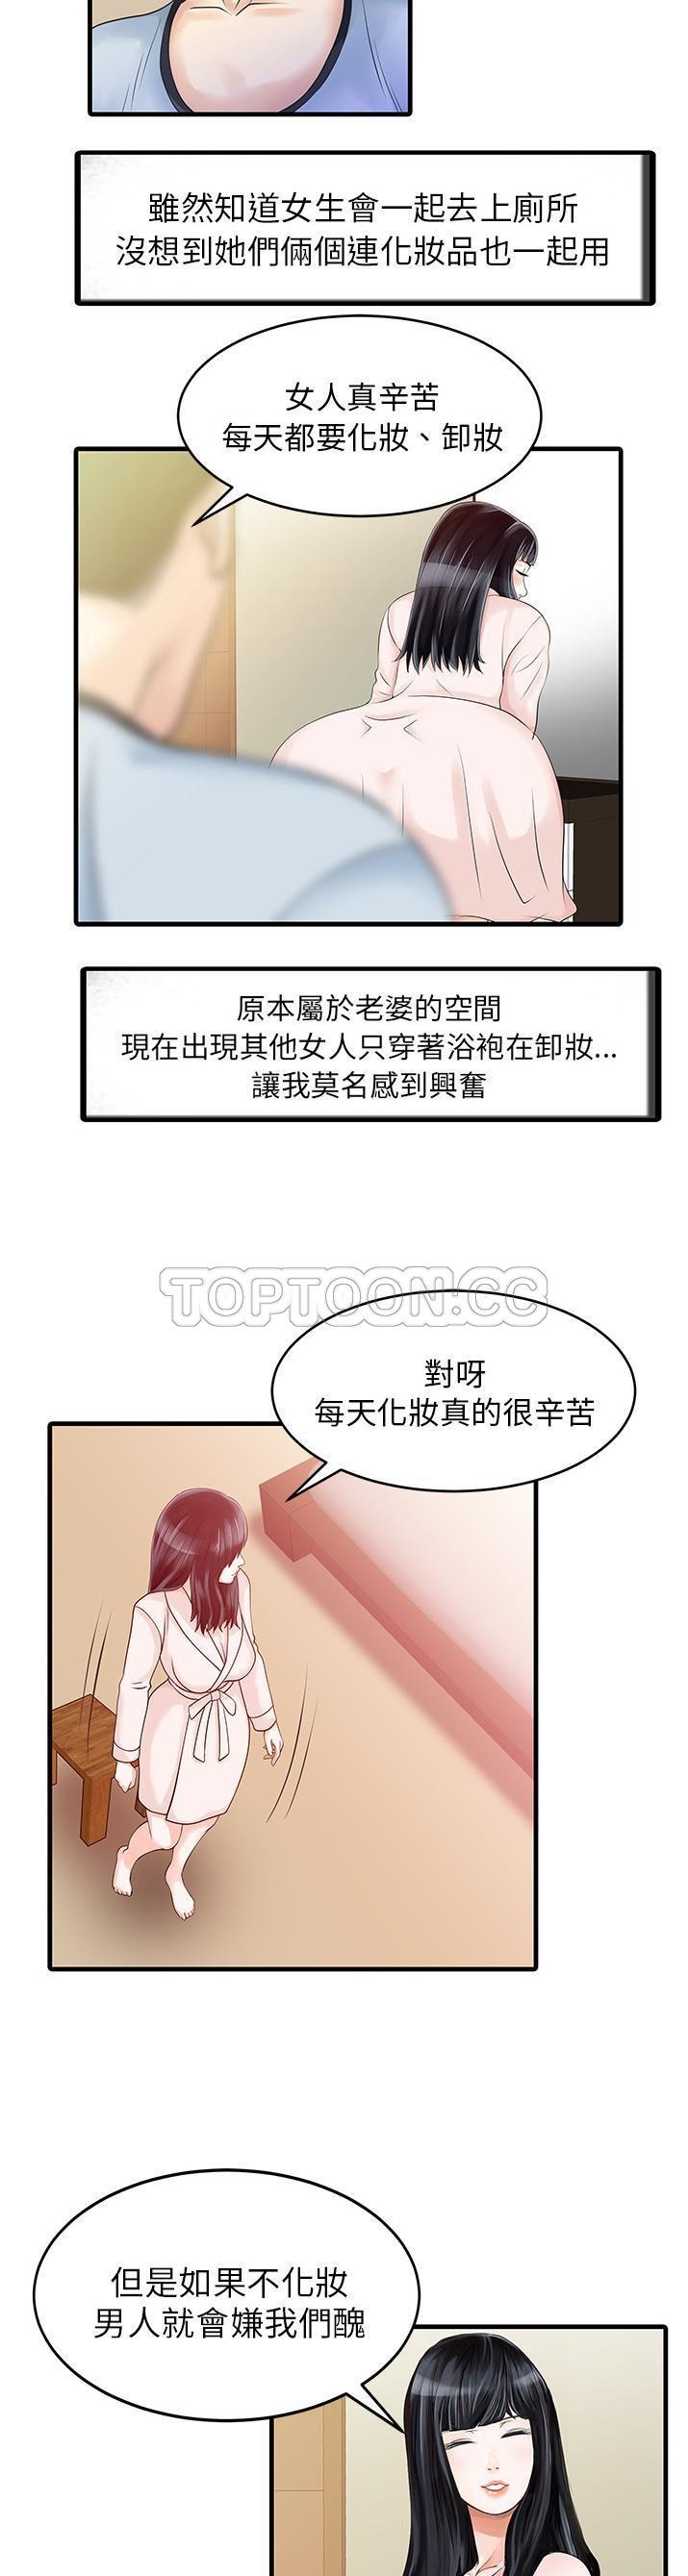 雖然知道女生會一起去上廁所
沒想到她們倆個連化妝品也一起用
女人真辛苦
每天都要化妝、卸妝
原本屬於老婆的空間
現在出現其他女人只穿著浴袍在卸妝...
讓我莫名感到興奮
TOPTOON.CC
對呀
每天化妝真的很辛苦
但是如果不化妝
男人就會嫌我們醜